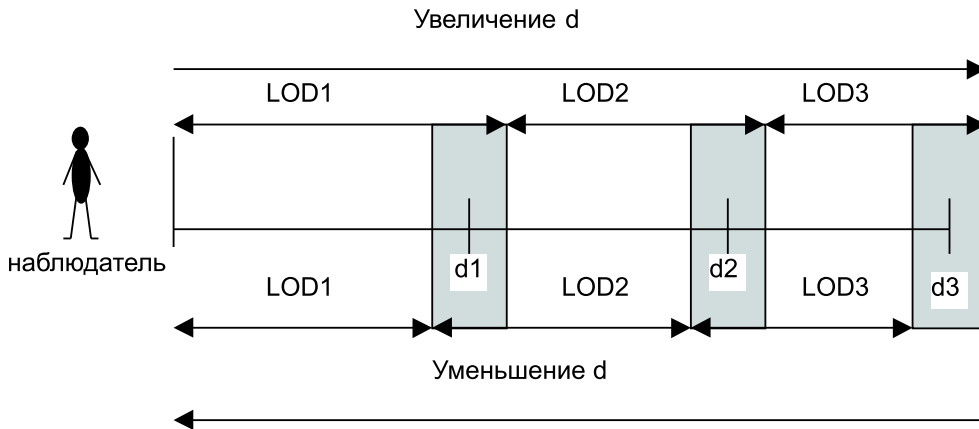 Увеличение d
LOD1 LOD2 LOD3
наблюдатель
d1 d2 d3
LOD1 LOD2 LOD3
Уменьшение d